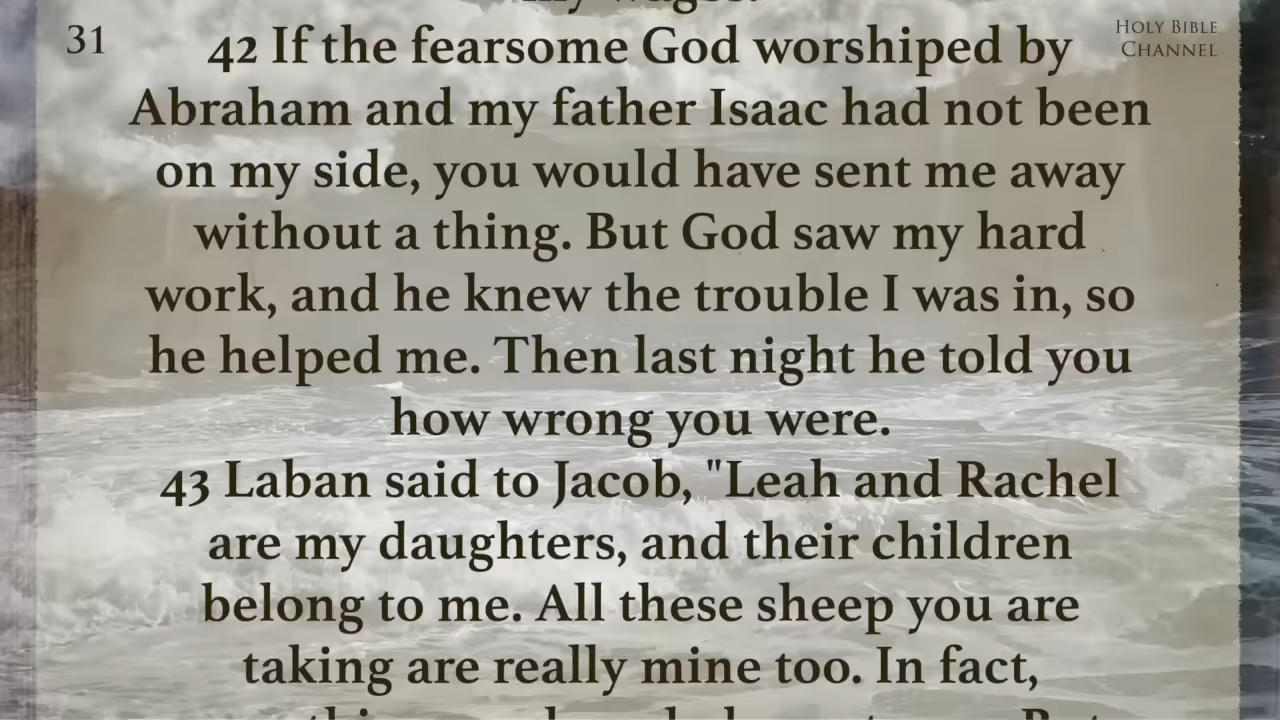 my wages.
31
HOLY BIBLE
CHANNEL
42 If the fearsome God worshiped by
Abraham and my father Isaac had not been
on my side, you would have sent me away
without a thing. But God saw my hard
work, and he knew the trouble I was in, so
he helped me. Then last night he told you
how wrong you were.
43 Laban said to Jacob, "Leah and Rachel
are my daughters, and their children
belong to me. All these sheep you are
taking are really mine too. In fact,